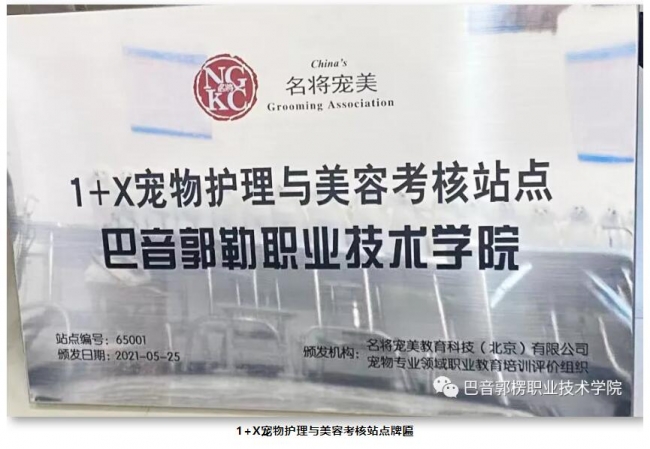 NG
名将
KC
China's
名将宠美
Grooming Association
1+X宠物护理与美容考核站点
巴音郭勒职业技术学院
站点编号：65001
颁发日期：2021-05-25
颁发机构：名将宠美教育科技（北京）有限公司
宠物专业领域职业教育培训评价组织
巴音郭楞职业技术学院
1+X宠物护理与美容考核站点牌匾